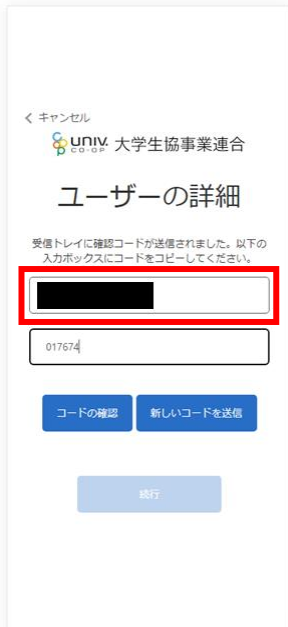 キャンセル
UNIV. CO-OP 大学生協事業連合
ユーザーの詳細
受信トレイに確認コードが送信されました。以下の
入力ボックスにコードをコピーしてください。
017674
コードの確認 新しいコードを送信
続行